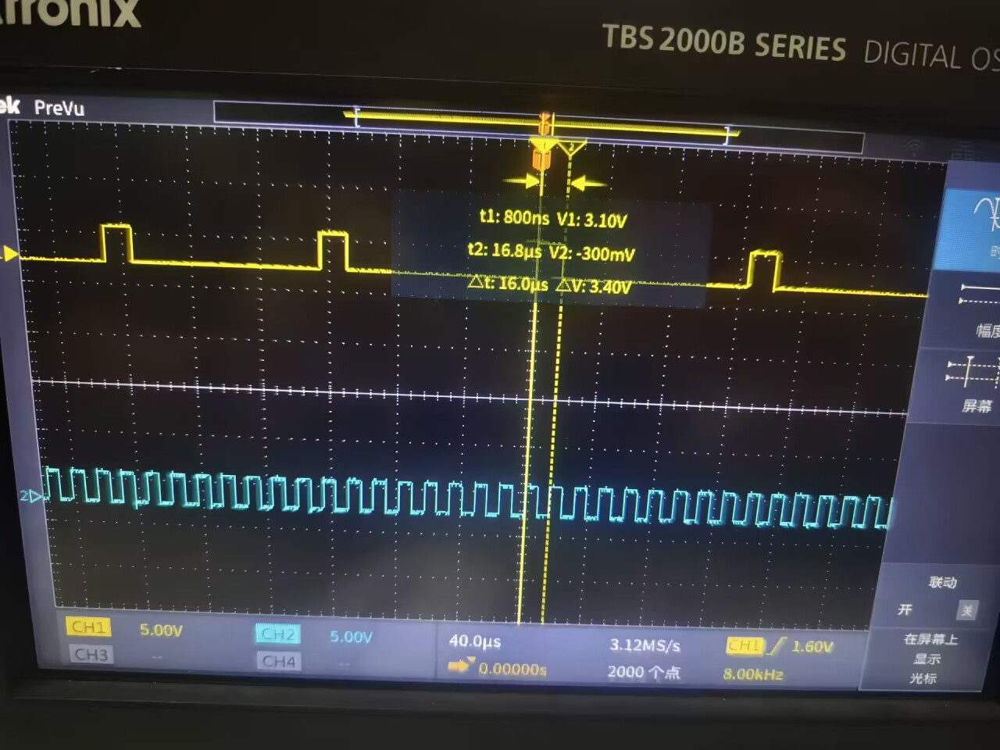 tronix
TBS 2000B SERIES DIGITAL OS
ek PreVu
2
t1: 800ns V1: 3.10V
t2: 16.8µs V2: -300mV
△t: 16.0µs △V: 3.40V
幅度
屏幕
2
联动
开 关
CH1 5.00V CH2 5.00V 40.0µs 3.12MS/s CH1 1.60V
CH3 -- CH4 -- 0.00000s 2000 个点 8.00kHz
在屏幕上
显示
光标